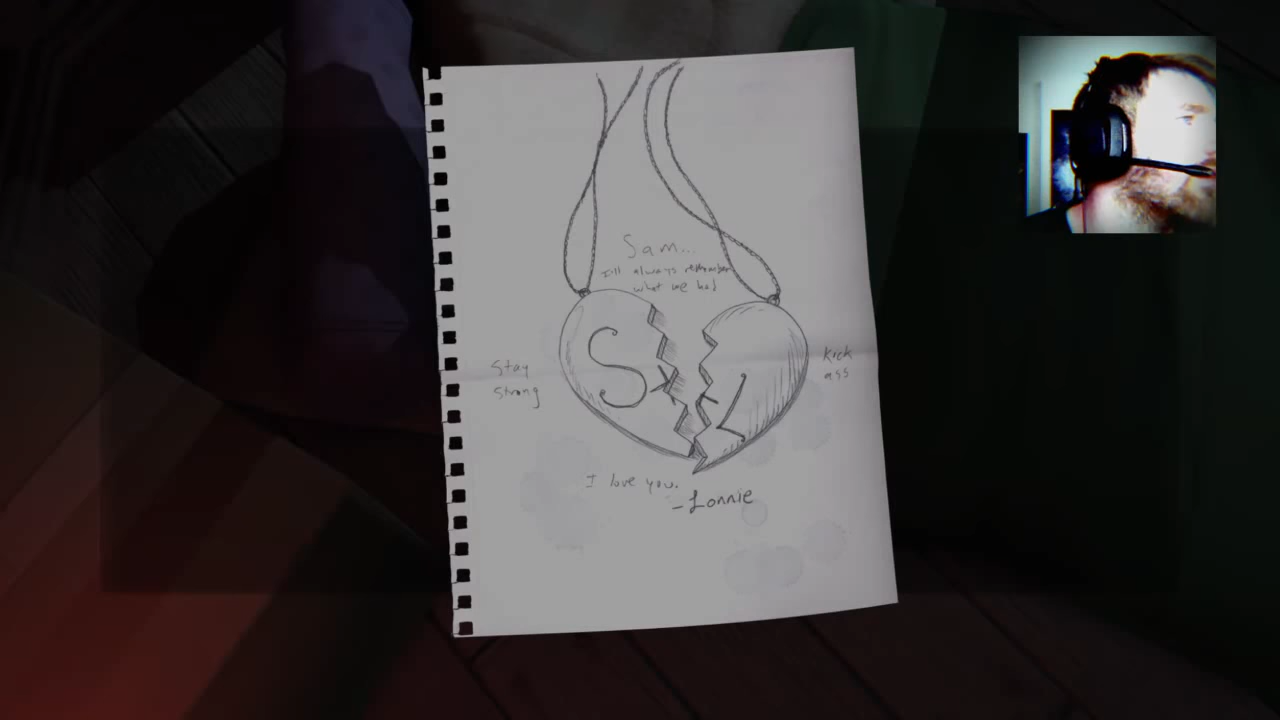 Sam...
I'll always remember
what we had
Stay
strong
Kick
ass
S + L
I love you.
-Lonnie